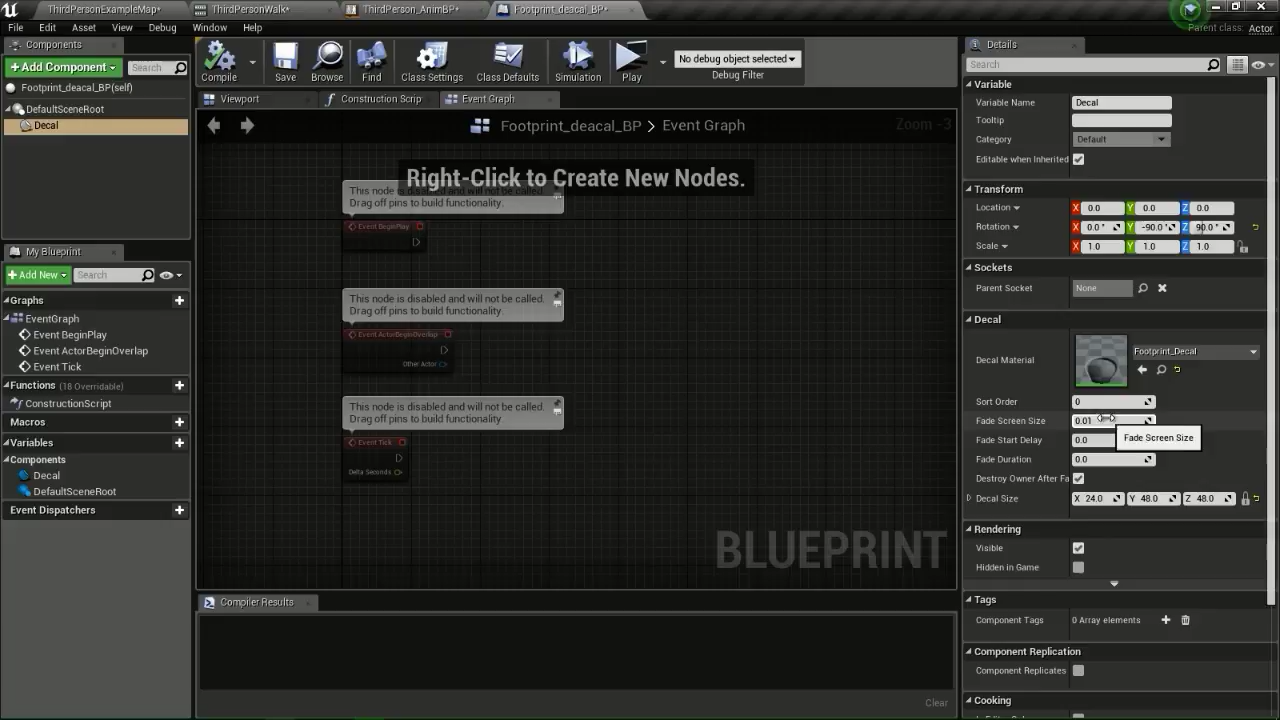 ThirdPersonExampleMap*
ThirdPersonWalk*
ThirdPerson_AnimBP*
Footprint_deacal_BP*
File Edit Asset View Debug Window Help
Parent class: Actor
Components
+Add Component
Search
Footprint_deacal_BP(self)
DefaultSceneRoot
Decal
Compile
Save
Browse
Find
Class Settings
Class Defaults
Simulation
Play
No debug object selected
Debug Filter
Viewport
Construction Scrip
Event Graph
Footprint_deacal_BP > Event Graph
Zoom -3
Right-Click to Create New Nodes.
This node is disabled and will not be called.
Drag off pins to build functionality.
Event BeginPlay
This node is disabled and will not be called.
Drag off pins to build functionality.
Event ActorBeginOverlap
Other Actor
This node is disabled and will not be called.
Drag off pins to build functionality.
Event Tick
Delta Seconds
BLUEPRINT
My Blueprint
+Add New
Search
Graphs
EventGraph
Event BeginPlay
Event ActorBeginOverlap
Event Tick
Functions (18 Overridable)
ConstructionScript
Macros
Variables
Components
Decal
DefaultSceneRoot
Event Dispatchers
Compiler Results
Clear
Details
Search
Variable
Variable Name Decal
Tooltip
Category Default
Editable when Inherited
Transform
Location X 0.0 Y 0.0 Z 0.0
Rotation X 0.0° Y -90.0° Z 90.0°
Scale X 1.0 Y 1.0 Z 1.0
Sockets
Parent Socket None
Decal
Decal Material Footprint_Decal
Sort Order 0
Fade Screen Size 0.01
Fade Screen Size
Fade Start Delay 0.0
Fade Duration 0.0
Destroy Owner After Fa
Decal Size X 24.0 Y 48.0 Z 48.0
Rendering
Visible
Hidden in Game
Tags
Component Tags 0 Array elements
Component Replication
Component Replicates
Cooking